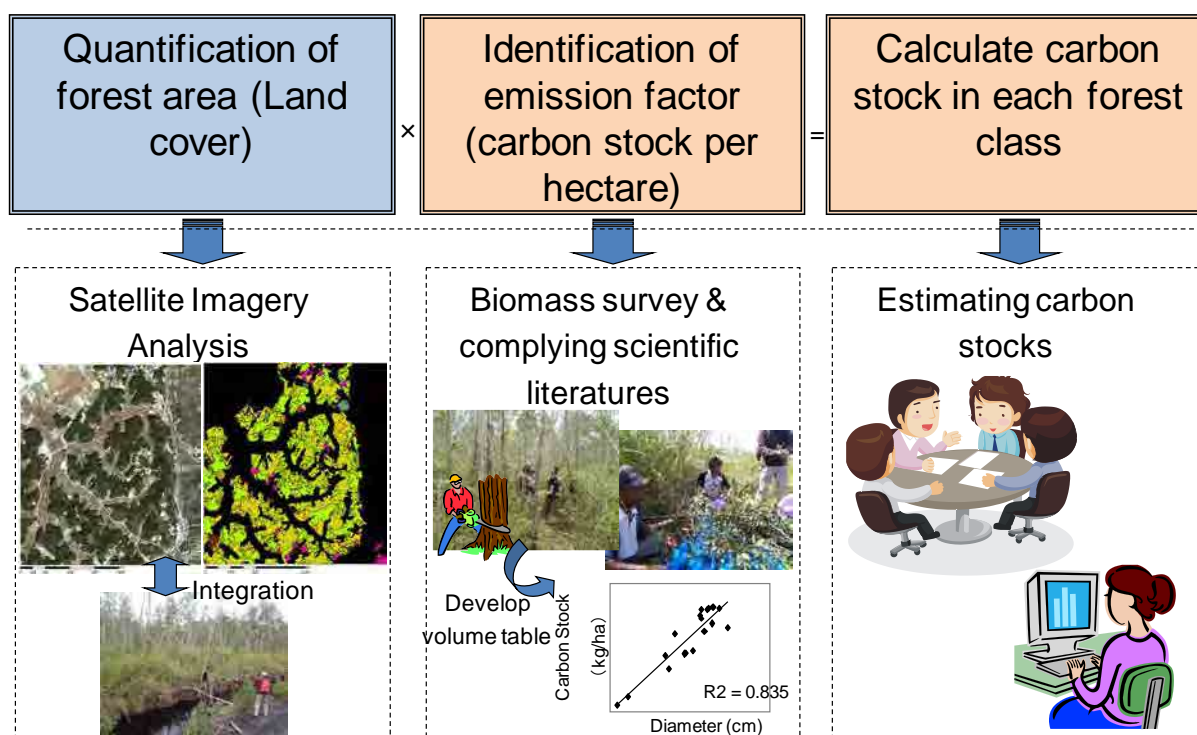 Quantification of
forest area (Land
cover)
×
Identification of
emission factor
(carbon stock per
hectare)
=
Calculate carbon
stock in each forest
class
Satellite Imagery
Analysis
Integration
Biomass survey &
complying scientific
literatures
Develop
volume table
Carbon Stock
(kg/ha)
R2 = 0.835
Diameter (cm)
Estimating carbon
stocks